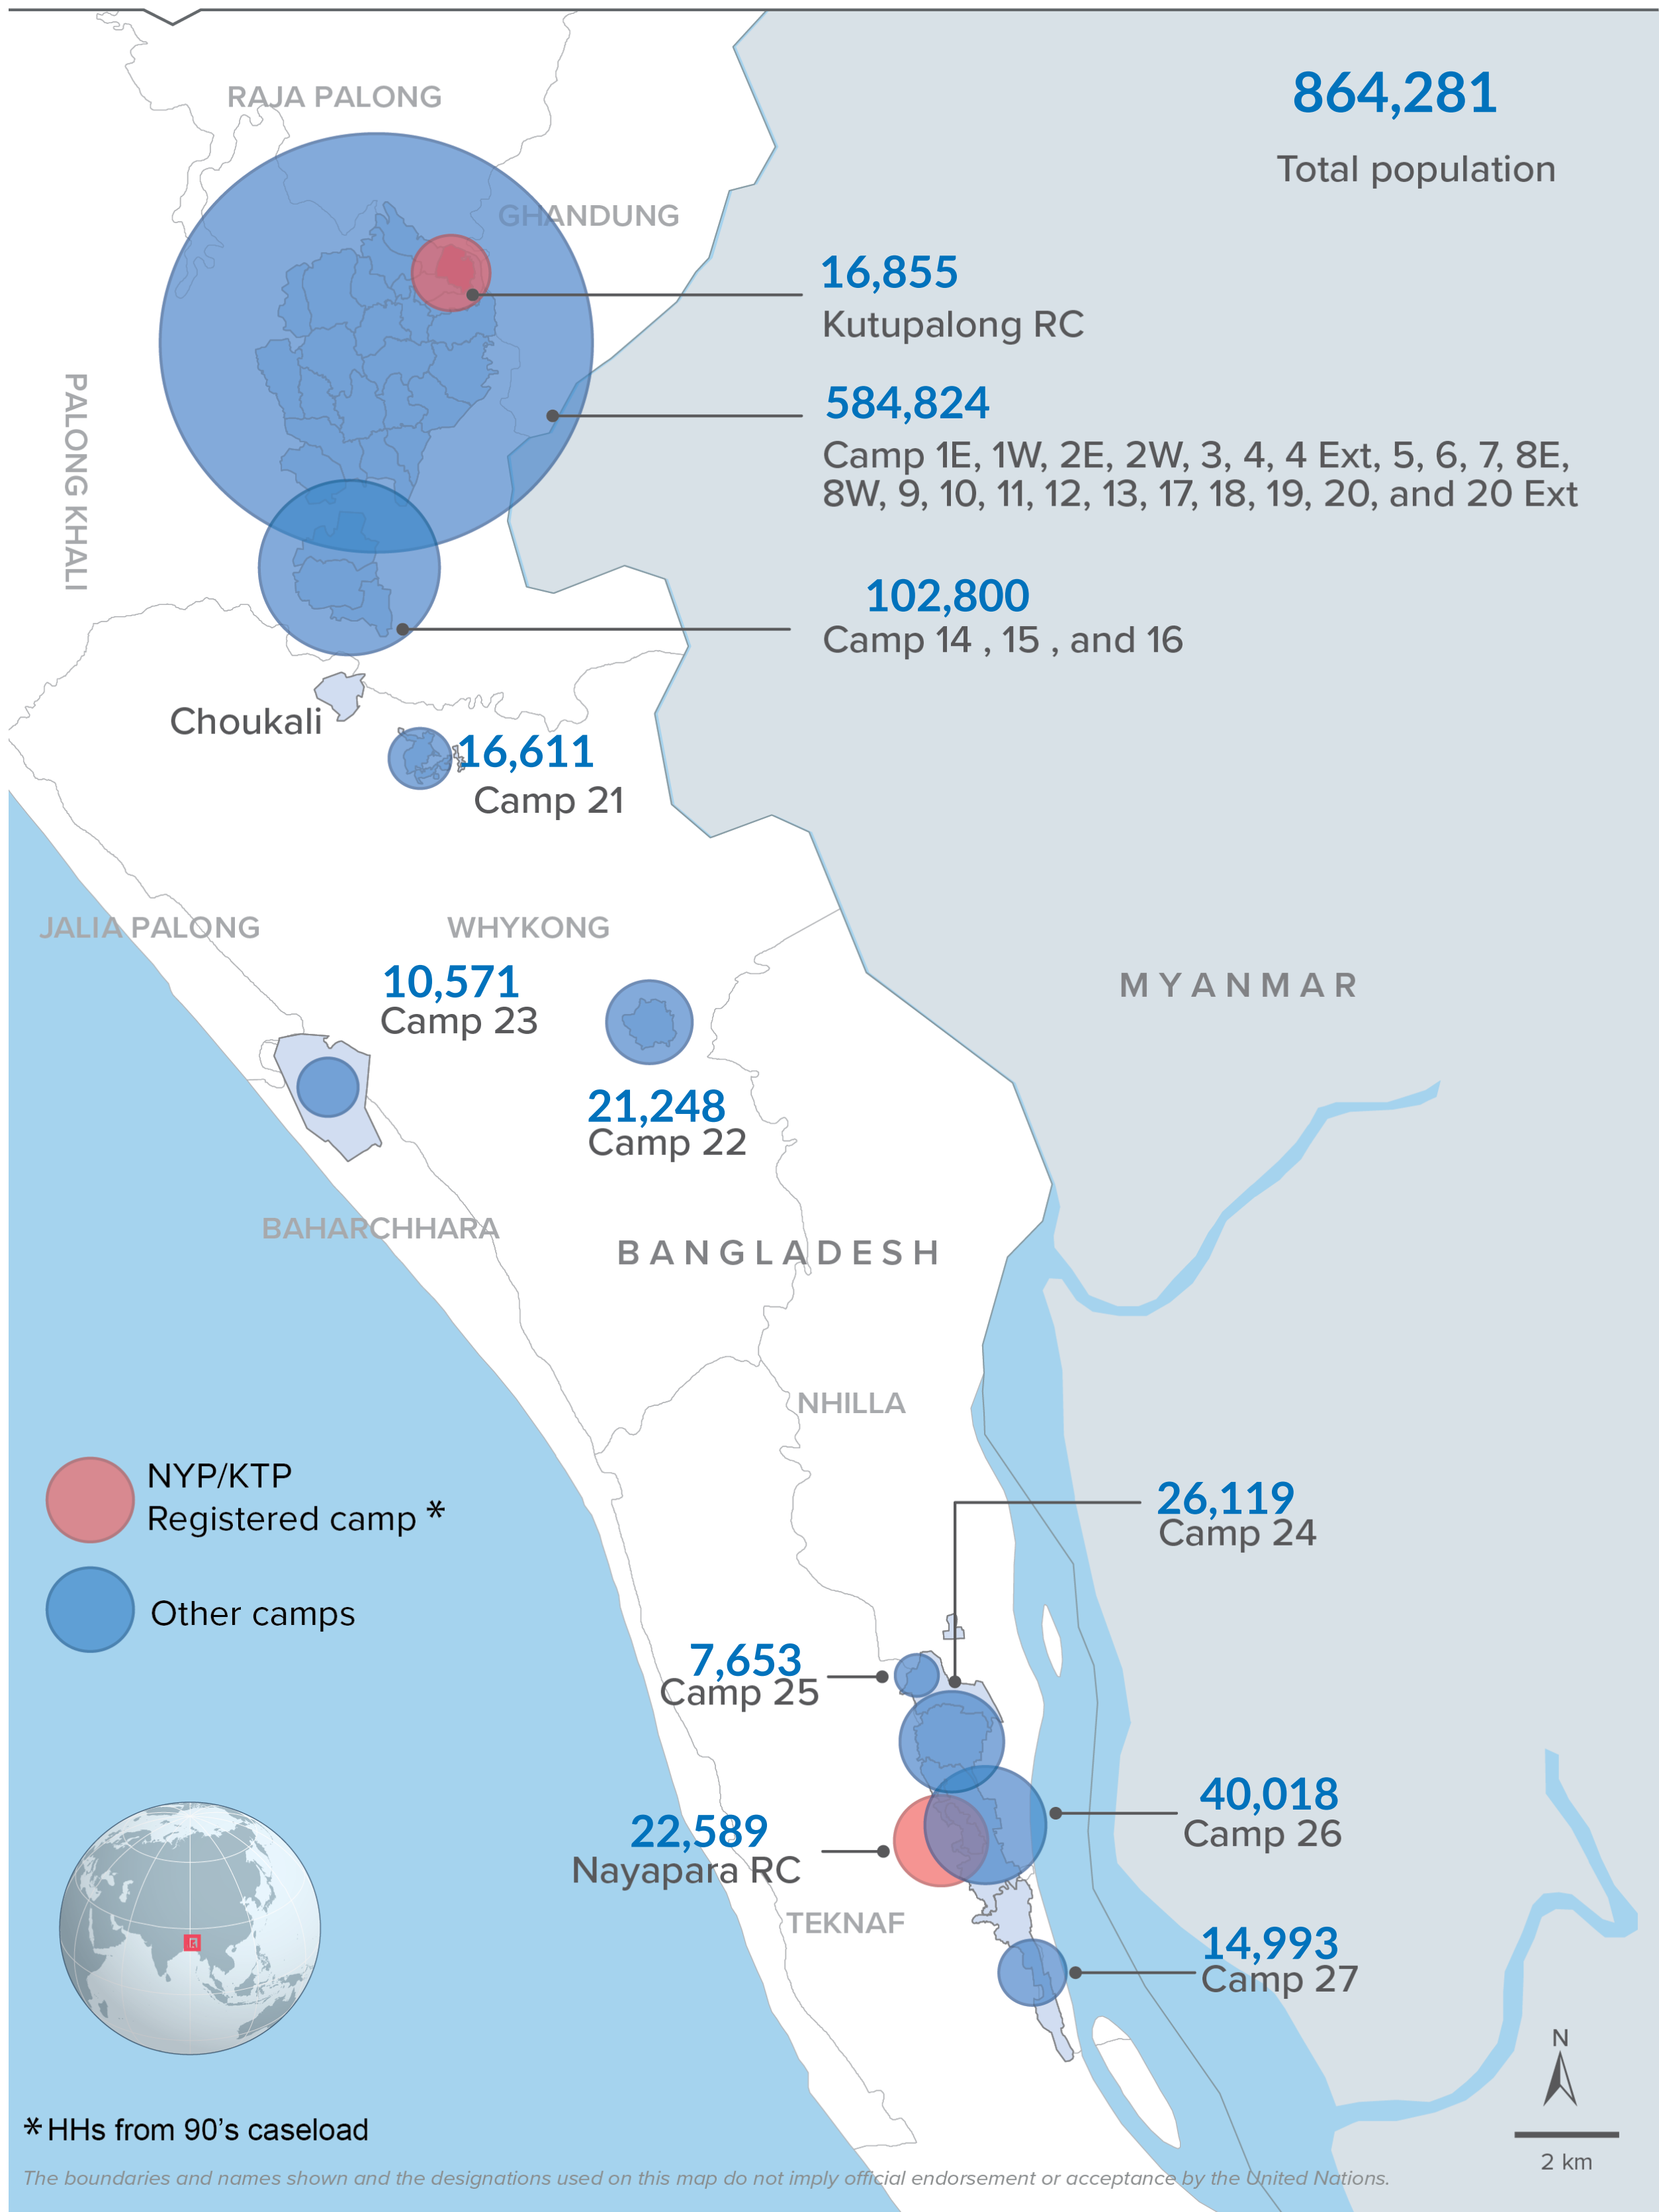 864,281
Total population
RAJA PALONG
GHANDUNG
16,855
Kutupalong RC
PALONG KHALI
584,824
Camp 1E, 1W, 2E, 2W, 3, 4, 4 Ext, 5, 6, 7, 8E,
8W, 9, 10, 11, 12, 13, 17, 18, 19, 20, and 20 Ext
102,800
Camp 14 , 15 , and 16
Choukali
16,611
Camp 21
JALIA PALONG
WHYKONG
10,571
Camp 23
MYANMAR
21,248
Camp 22
BAHARCHHARA
BANGLADESH
NHILLA
NYP/KTP
Registered camp *
Other camps
26,119
Camp 24
7,653
Camp 25
40,018
Camp 26
22,589
Nayapara RC
TEKNAF
14,993
Camp 27
N
2 km
* HHs from 90’s caseload
The boundaries and names shown and the designations used on this map do not imply official endorsement or acceptance by the United Nations.